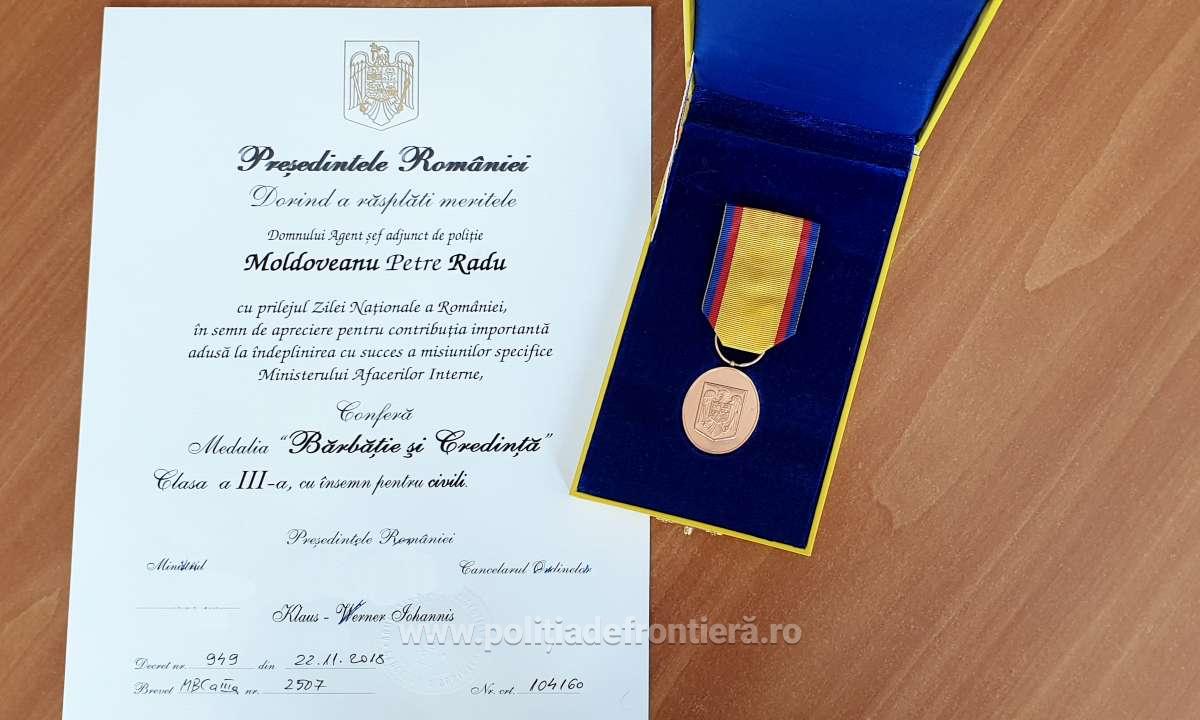 Președintele României
Dorind a răsplăti meritele
Domnului Agent șef adjunct de poliție
Moldoveanu Petre Radu
cu prilejul Zilei Naționale a României,
în semn de apreciere pentru contribuția importantă
adusă la îndeplinirea cu succes a misiunilor specifice
Ministerului Afacerilor Interne,
Conferă
Medalia “Bărbăție și Credință”
Clasa a III-a, cu însemn pentru civili.
Președintele României
Ministrul
Cancelarul Ordinelor
Klaus - Werner Iohannis
www.politiadefrontieră.ro
Decret nr. 949 din 22.11.2018
Brevet MBCaIIIa nr. 2507
Nr. crt. 104160